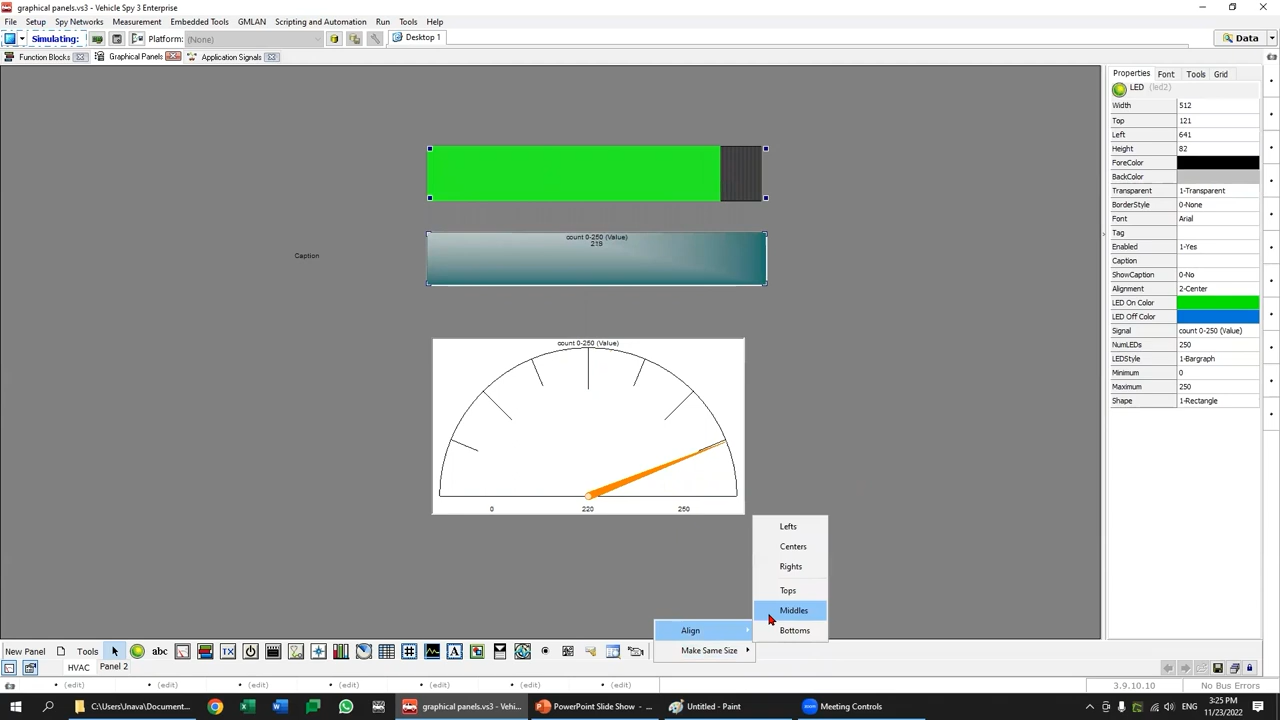 graphical panels.vs3 - Vehicle Spy 3 Enterprise
File Setup Spy Networks Measurement Embedded Tools GMLAN Scripting and Automation Run Tools Help
Simulating: Platform: (None) Desktop 1 Data
Function Blocks Graphical Panels Application Signals
Properties Font Tools Grid
LED (led2)
Width 512
Top 121
Left 641
Height 82
ForeColor
BackColor
Transparent 1-Transparent
BorderStyle 0-None
Font Arial
Tag
Enabled 1-Yes
Caption
ShowCaption 0-No
Alignment 2-Center
LED On Color
LED Off Color
Signal count 0-250 (Value)
NumLEDs 250
LEDStyle 1-Bargraph
Minimum 0
Maximum 250
Shape 1-Rectangle
count 0-250 (Value)
219
Caption
count 0-250 (Value)
0 220 250
Lefts
Centers
Rights
Tops
Middles
Bottoms
Align
Make Same Size
New Panel Tools abc TX
HVAC Panel 2
(edit) (edit) (edit) (edit) (edit) (edit) 3.9.10.10 No Bus Errors
C:\Users\Unava\Document... graphical panels.vs3 - Vehi... PowerPoint Slide Show - ... Untitled - Paint Meeting Controls
3:25 PM
11/23/2022